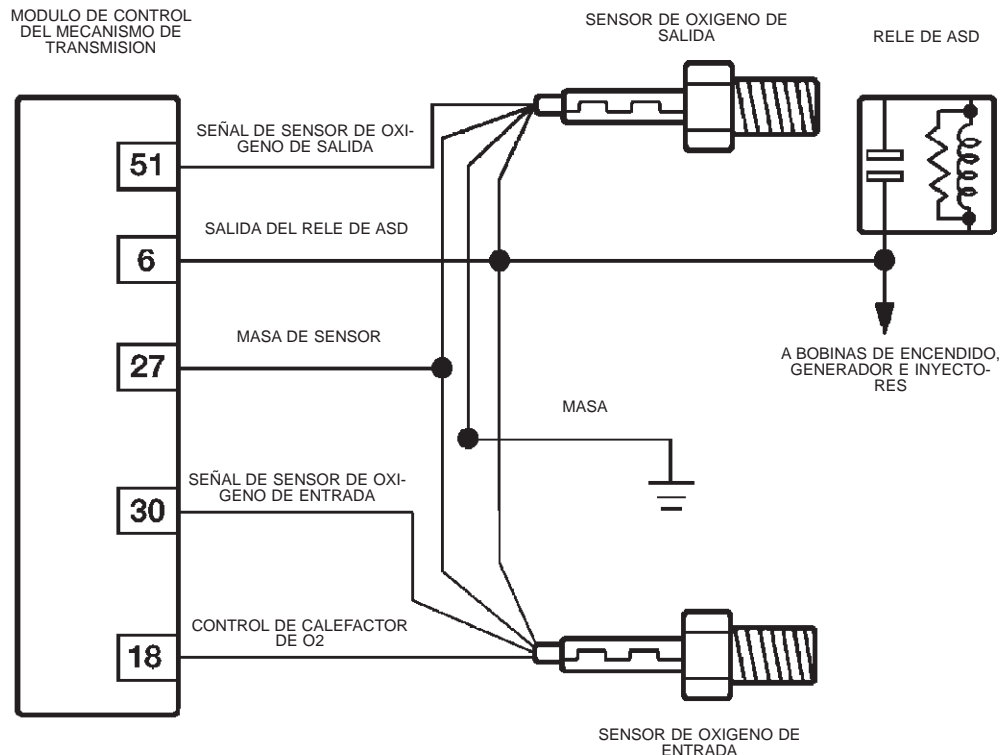 MODULO DE CONTROL
DEL MECANISMO DE
TRANSMISION
SENSOR DE OXIGENO DE
SALIDA
RELE DE ASD
SEÑAL DE SENSOR DE OXI-
GENO DE SALIDA
51
SALIDA DEL RELE DE ASD
6
MASA DE SENSOR
27
A BOBINAS DE ENCENDIDO,
GENERADOR E INYECTO-
RES
MASA
SEÑAL DE SENSOR DE OXI-
GENO DE ENTRADA
30
CONTROL DE CALEFACTOR
DE O2
18
SENSOR DE OXIGENO DE
ENTRADA